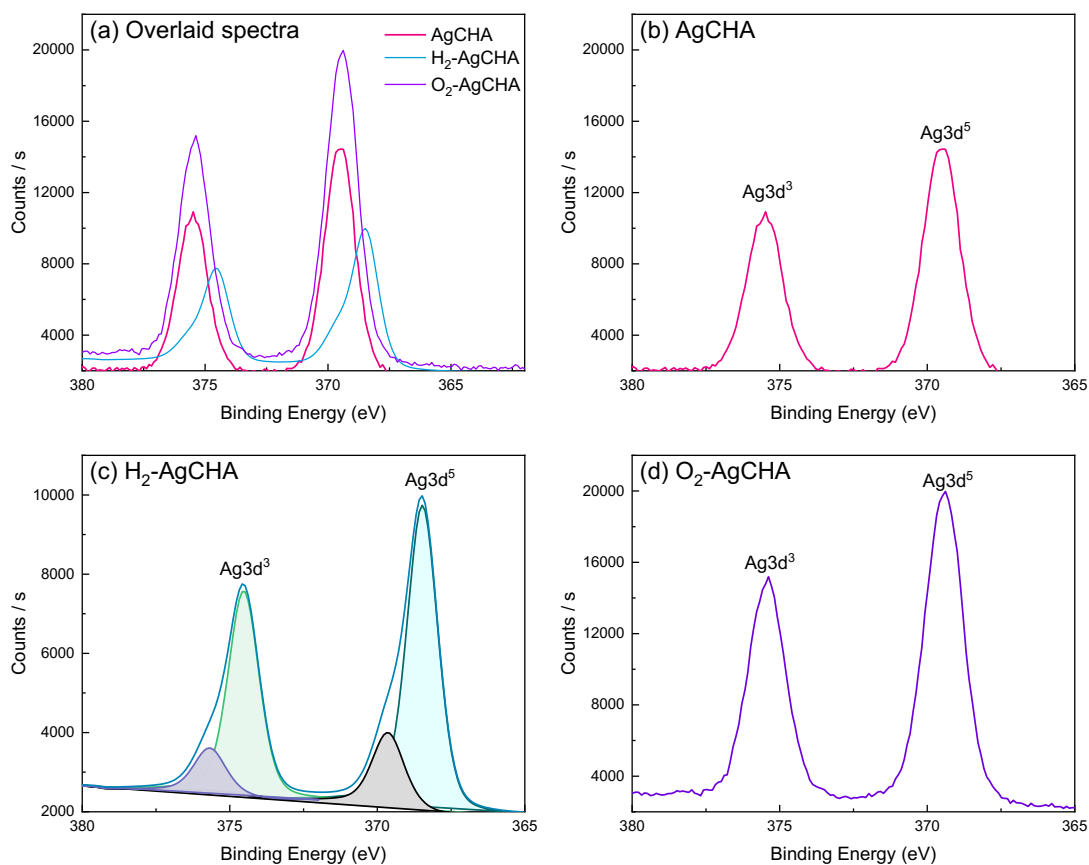 (a) Overlaid spectra
AgCHA
H₂-AgCHA
O₂-AgCHA
20000
16000
12000
8000
4000
Counts / s
380 375 370 365
Binding Energy (eV)
(b) AgCHA
Ag3d³
Ag3d⁵
20000
16000
12000
8000
4000
Counts / s
380 375 370 365
Binding Energy (eV)
(c) H₂-AgCHA
Ag3d³
Ag3d⁵
10000
8000
6000
4000
2000
Counts / s
380 375 370 365
Binding Energy (eV)
(d) O₂-AgCHA
Ag3d³
Ag3d⁵
20000
16000
12000
8000
4000
Counts / s
380 375 370 365
Binding Energy (eV)